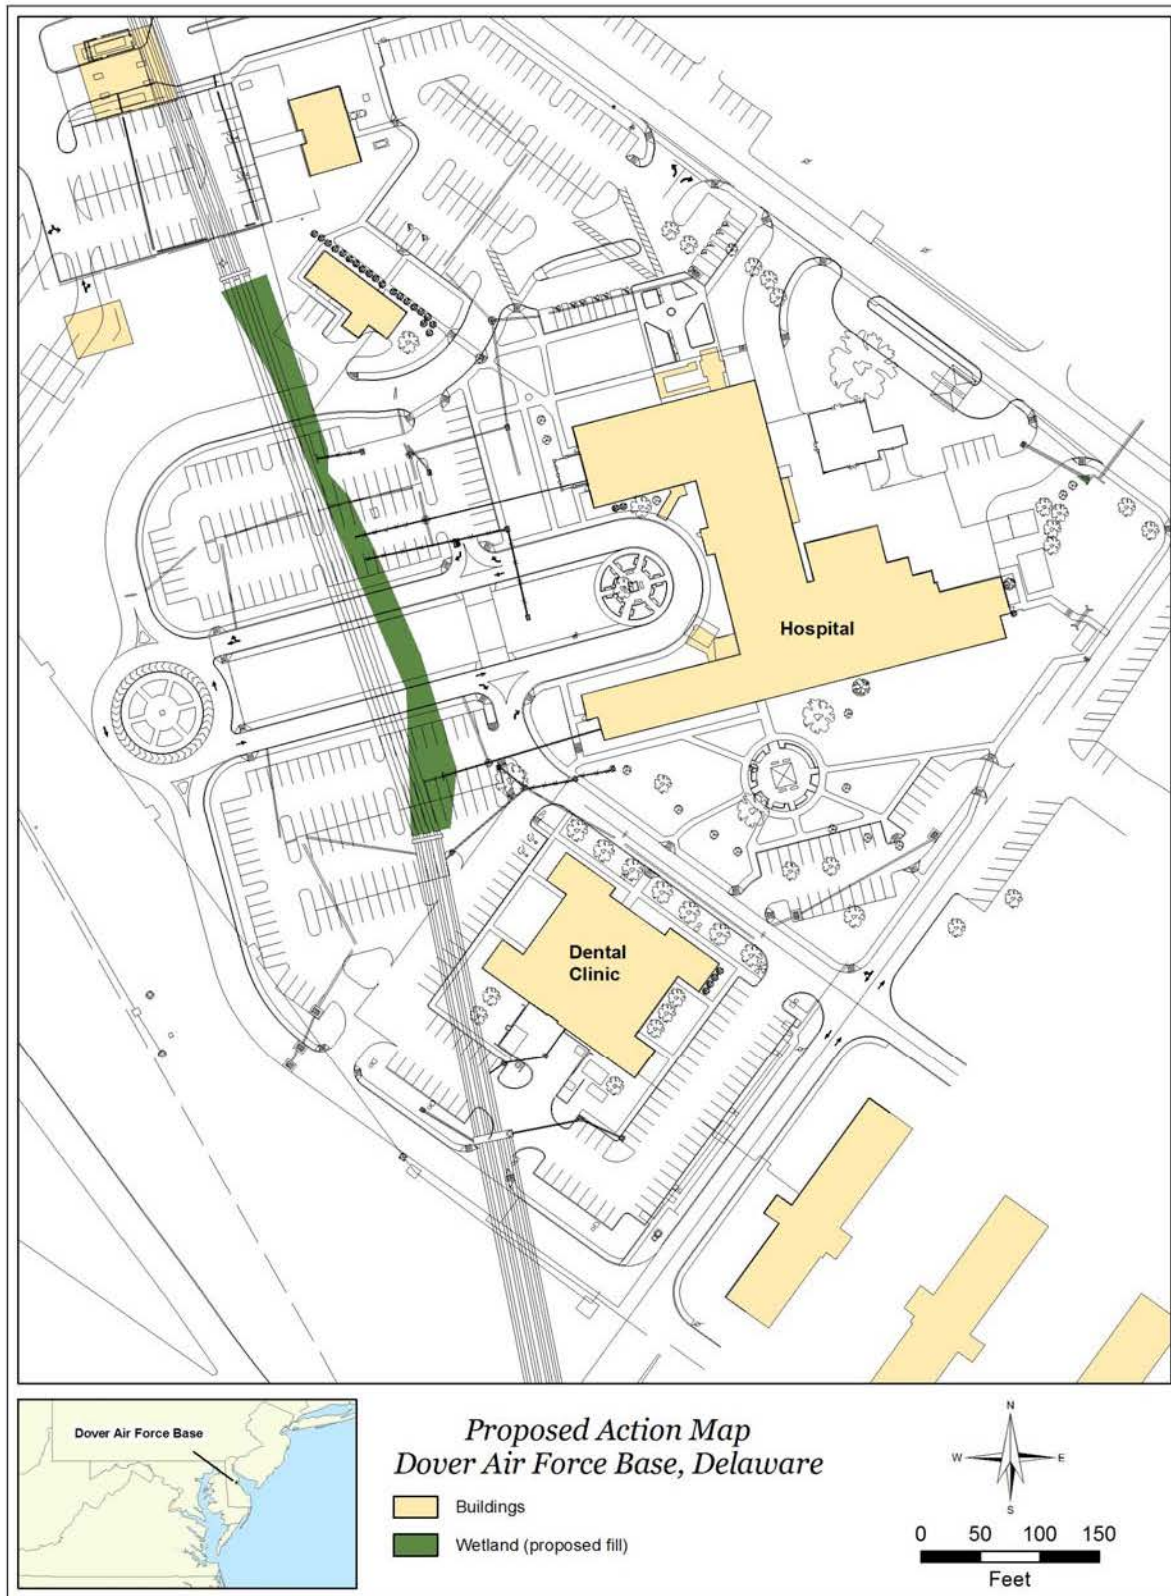 Hospital
Dental
Clinic
Dover Air Force Base
Proposed Action Map
Dover Air Force Base, Delaware
Buildings
Wetland (proposed fill)
N
W
E
S
0 50 100 150
Feet